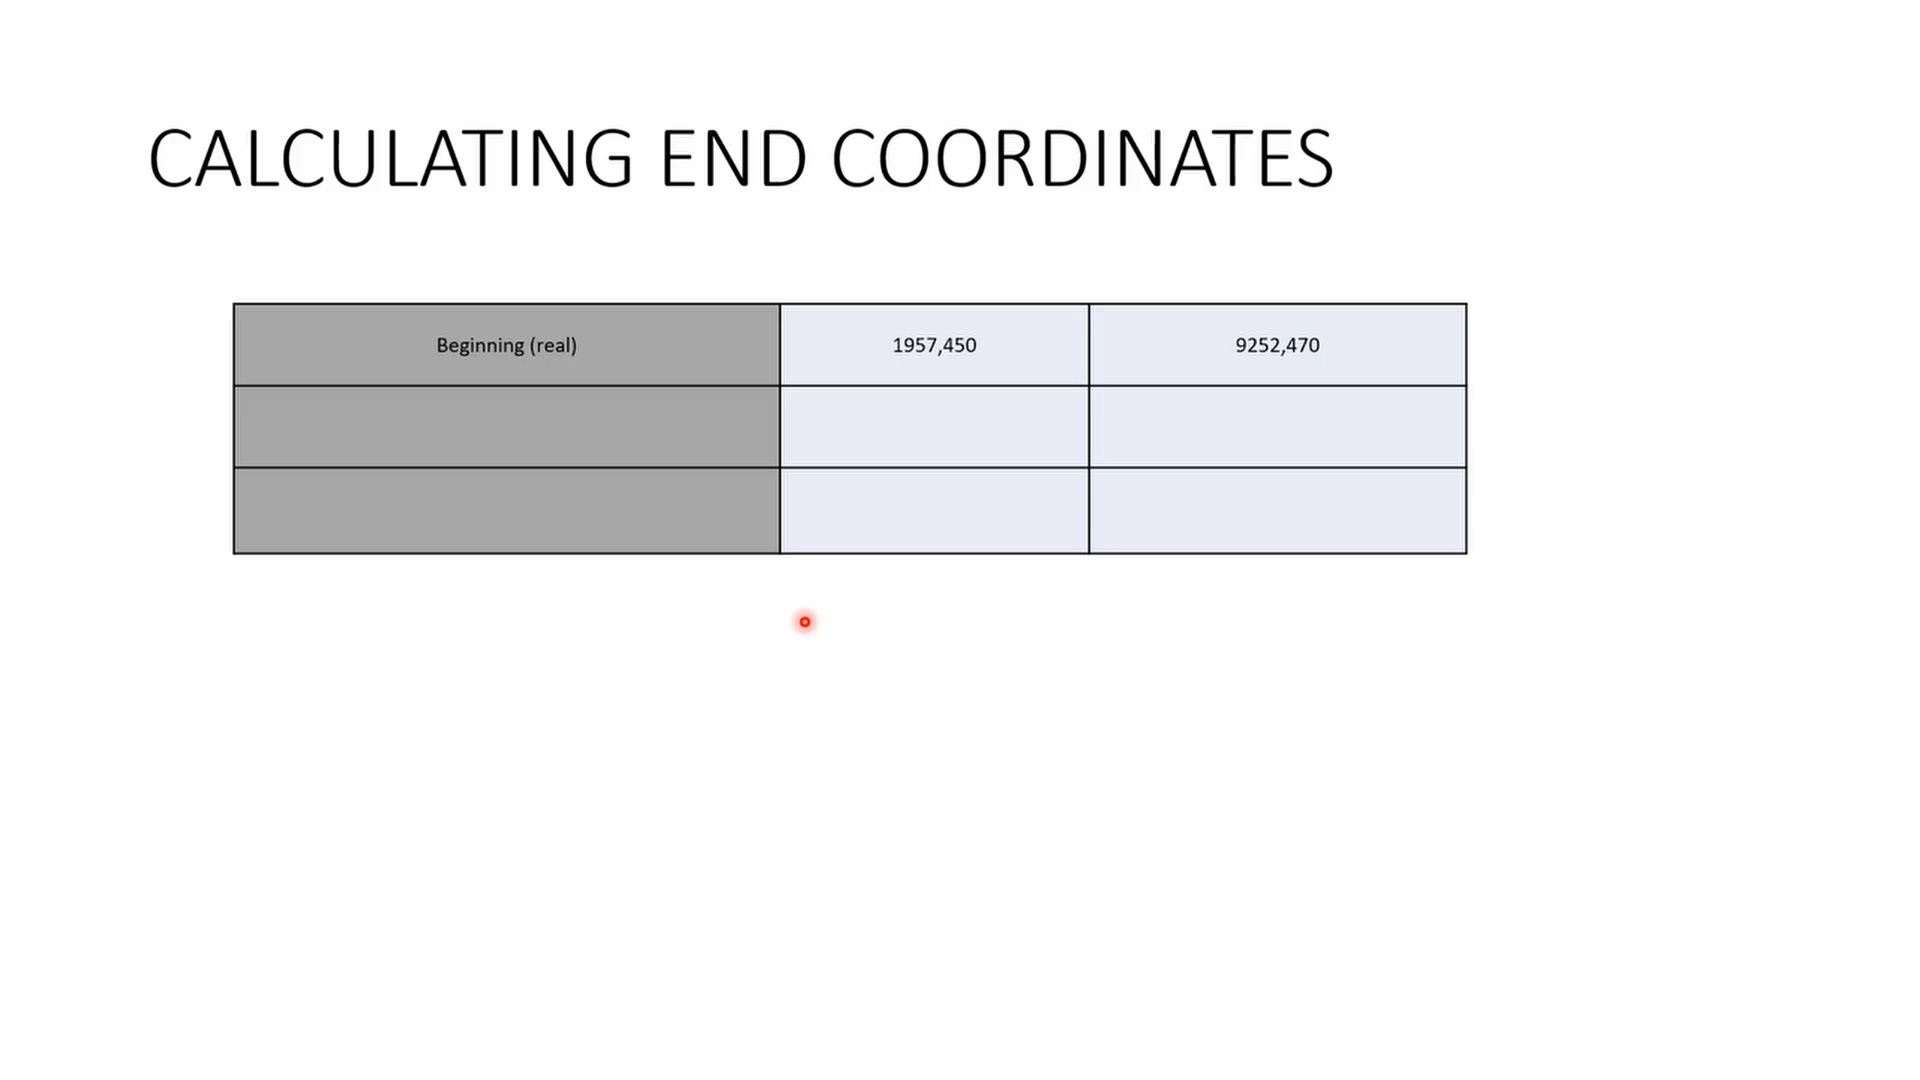 CALCULATING END COORDINATES
Beginning (real) 1957,450 9252,470